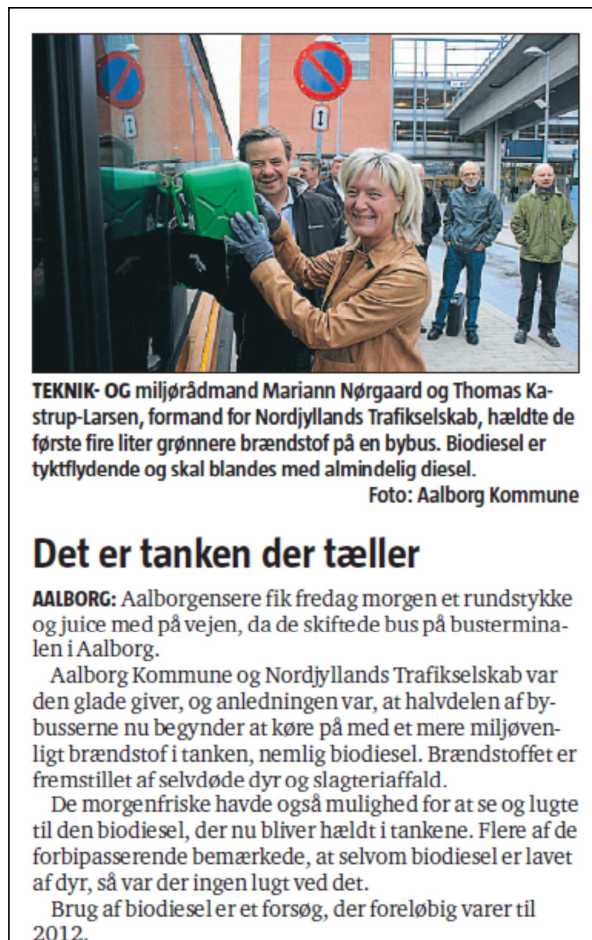 TEKNIK- OG miljørådmand Mariann Nørgaard og Thomas Ka-
strup-Larsen, formand for Nordjyllands Trafikselskab, hældte de
første fire liter grønnere brændstof på en bybus. Biodiesel er
tyktflydende og skal blandes med almindelig diesel.
Foto: Aalborg Kommune
Det er tanken der tæller
AALBORG: Aalborgensere fik fredag morgen et rundstykke
og juice med på vejen, da de skiftede bus på bustermina-
len i Aalborg.
Aalborg Kommune og Nordjyllands Trafikselskab var
den glade giver, og anledningen var, at halvdelen af by-
busserne nu begynder at køre på med et mere miljøven-
ligt brændstof i tanken, nemlig biodiesel. Brændstoffet er
fremstillet af selvdøde dyr og slagteriaffald.
De morgenfriske havde også mulighed for at se og lugte
til den biodiesel, der nu bliver hældt i tankene. Flere af de
forbipasserende bemærkede, at selvom biodiesel er lavet
af dyr, så var der ingen lugt ved det.
Brug af biodiesel er et forsøg, der foreløbig varer til
2012.